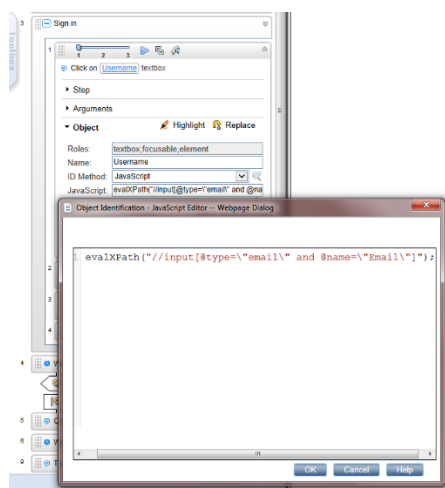 3 Sign in
Toolbox
1
1 2 3
Click on Username textbox
Step
Arguments
Object Highlight Replace
Roles: textbox,focusable,element
Name: Username
ID Method: JavaScript
JavaScript: evalXPath("//input[@type=\"email\" and @na
Object Identification - JavaScript Editor -- Webpage Dialog
1 evalXPath("//input[@type=\"email\" and @name=\"Email\"]");
2
3
4
4 W
5 C
6 W
9 T
OK Cancel Help